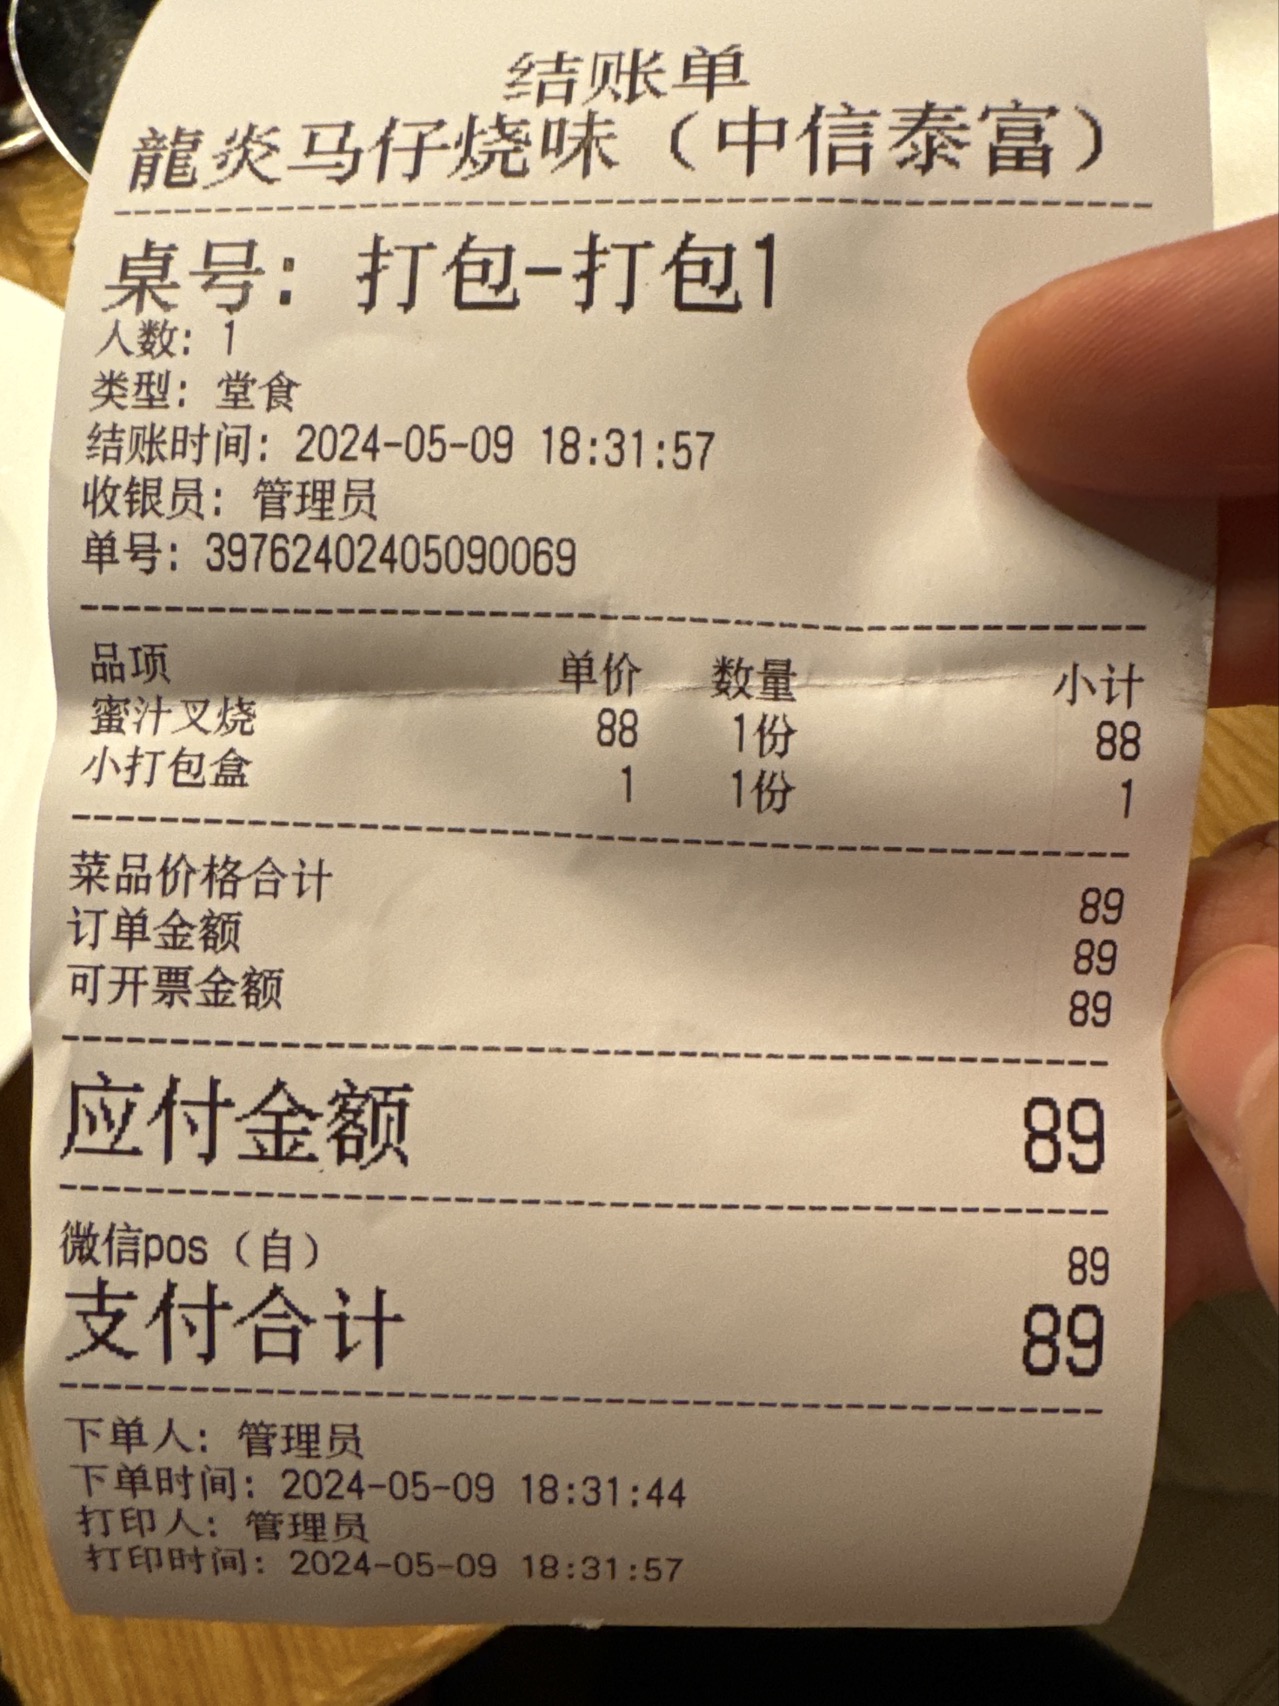 结账单
龍炎马仔烧味（中信泰富）
桌号：打包-打包1
人数：1
类型：堂食
结账时间：2024-05-09 18:31:57
收银员：管理员
单号：39762402405090069
品项 单价 数量 小计
蜜汁叉烧 88 1份 88
小打包盒 1 1份 1
菜品价格合计 89
订单金额 89
可开票金额 89
应付金额 89
微信pos（自） 89
支付合计 89
下单人：管理员
下单时间：2024-05-09 18:31:44
打印人：管理员
打印时间：2024-05-09 18:31:57